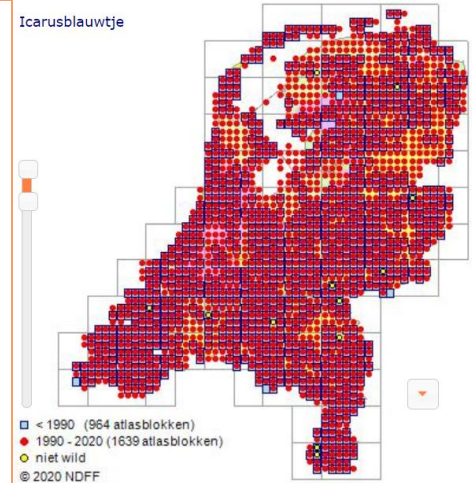 Icarusblauwtje
< 1990 (964 atlasblokken)
1990 - 2020 (1639 atlasblokken)
niet wild
© 2020 NDFF